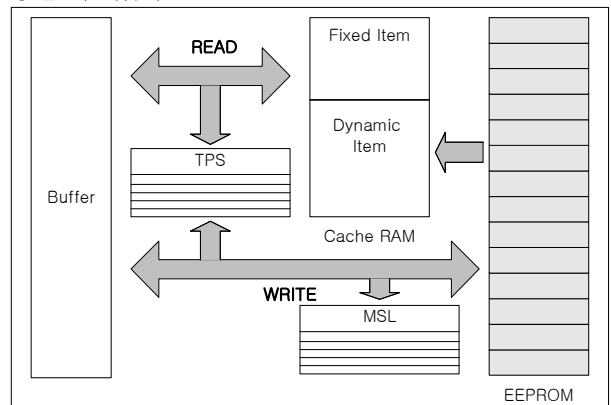 READ
Fixed Item
Dynamic
Item
TPS
Buffer
Cache RAM
WRITE
MSL
EEPROM